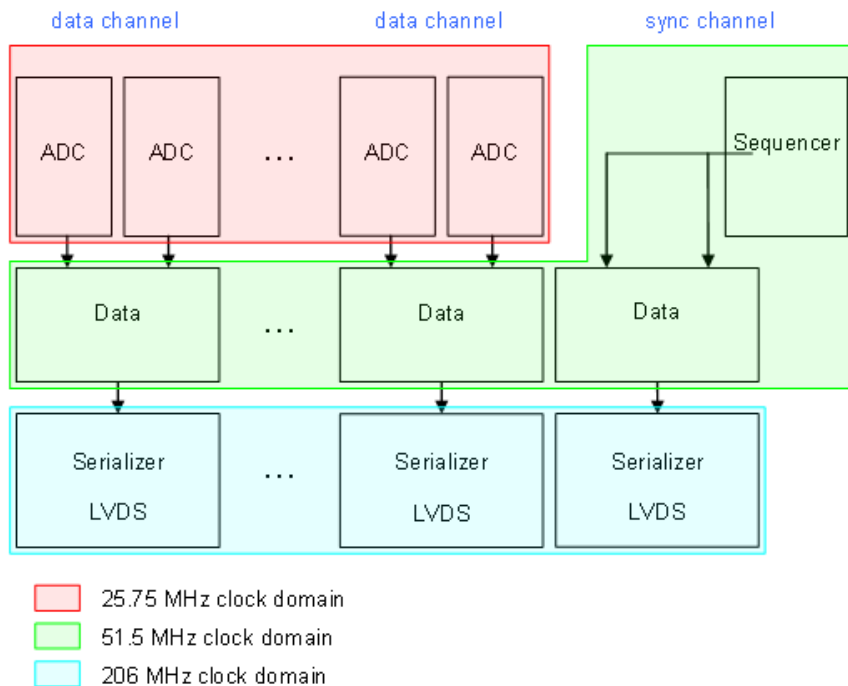 data channel data channel sync channel
ADC ADC ... ADC ADC Sequencer
Data ... Data Data
Serializer ... Serializer Serializer
LVDS LVDS LVDS
25.75 MHz clock domain
51.5 MHz clock domain
206 MHz clock domain